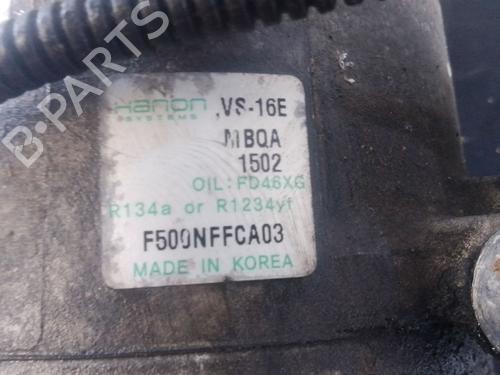 Hanon VS-16E
SYSTEMS
MBQA
1502
OIL: FD46XG
R134a or R1234yf
F500NFFCA03
MADE IN KOREA
B-PARTS